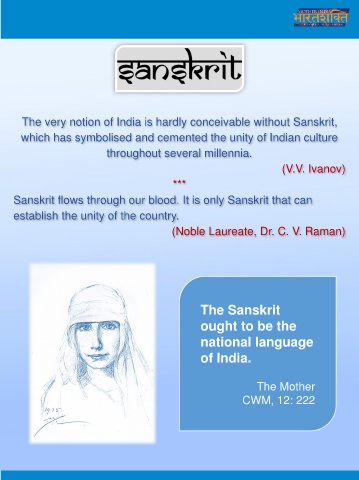 भारतशक्ति
sanskrit
The very notion of India is hardly conceivable without Sanskrit,
which has symbolised and cemented the unity of Indian culture
throughout several millennia.
(V.V. Ivanov)
***
Sanskrit flows through our blood. It is only Sanskrit that can
establish the unity of the country.
(Noble Laureate, Dr. C. V. Raman)
The Sanskrit
ought to be the
national language
of India.
The Mother
CWM, 12: 222
1935